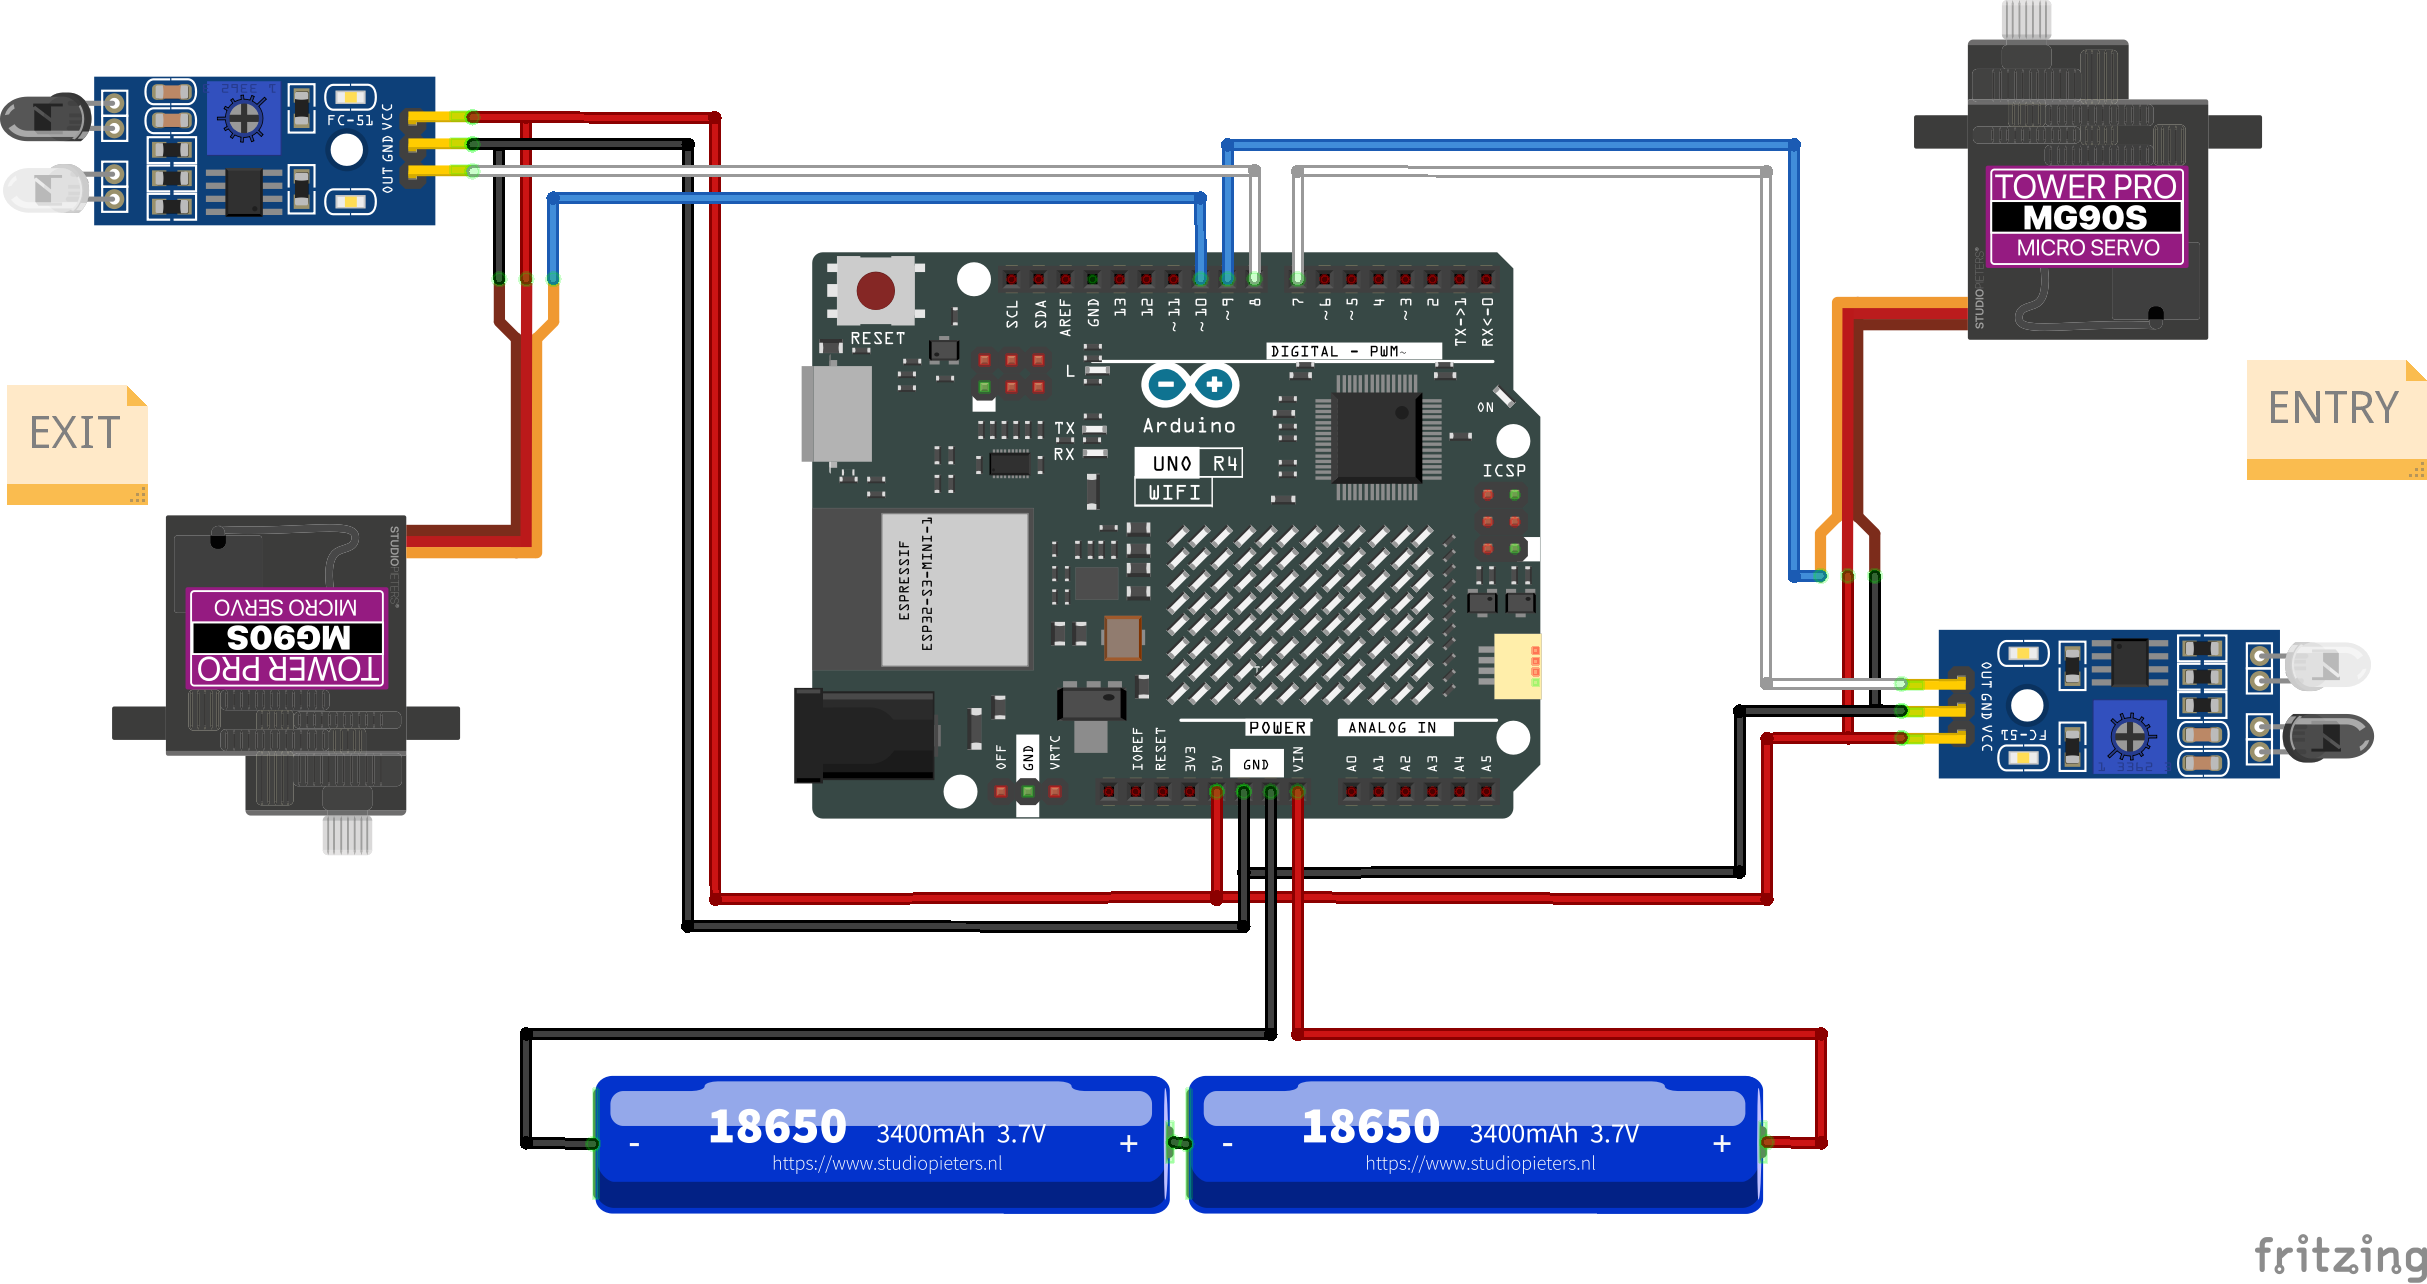 FC-51
VCC
GND
OUT
TOWER PRO
MG90S
MICRO SERVO
STUDIOPIETERS®
EXIT
ENTRY
RESET
SCL
SDA
AREF
GND
13
12
~11
~10
~9
8
7
~6
~5
4
~3
2
TX->1
RX<-0
DIGITAL - PWM~
L
TX
RX
Arduino
UNO R4
WIFI
ON
ICSP
ESPRESSIF
ESP32-S3-MINI-1
STUDIOPIETERS®
MICRO SERVO
MG90S
TOWER PRO
OUT
GND
VCC
FC-51
1 3362
POWER
ANALOG IN
OFF
GND
VRTC
IOREF
RESET
3V3
5V
GND
VIN
A0
A1
A2
A3
A4
A5
- 18650 3400mAh 3.7V +
https://www.studiopieters.nl
- 18650 3400mAh 3.7V +
https://www.studiopieters.nl
fritzing